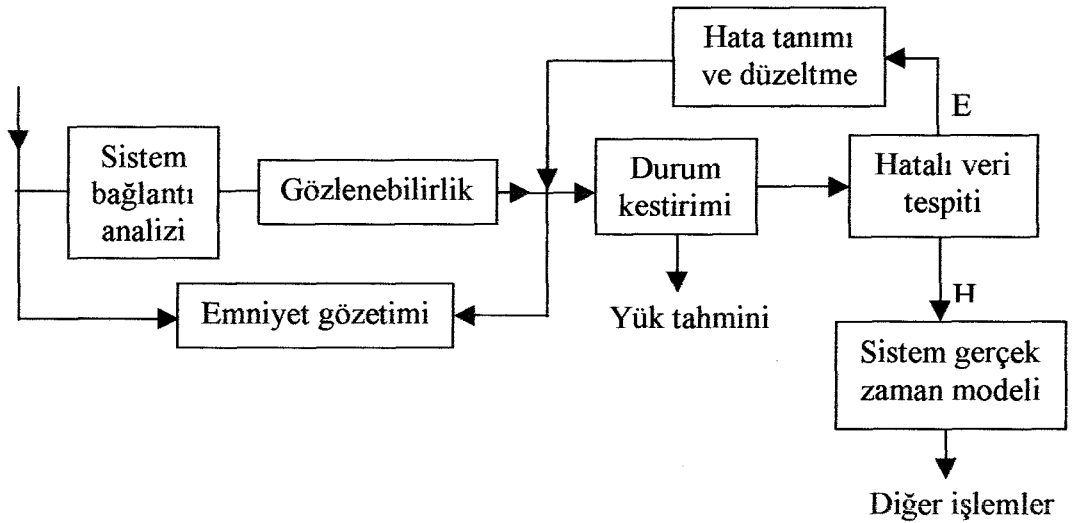 Hata tanımı
ve düzeltme
E
Sistem
bağlantı
analizi
Gözlenebilirlik
Durum
kestirimi
Hatalı veri
tespiti
Emniyet gözetimi
Yük tahmini
H
Sistem gerçek
zaman modeli
Diğer işlemler